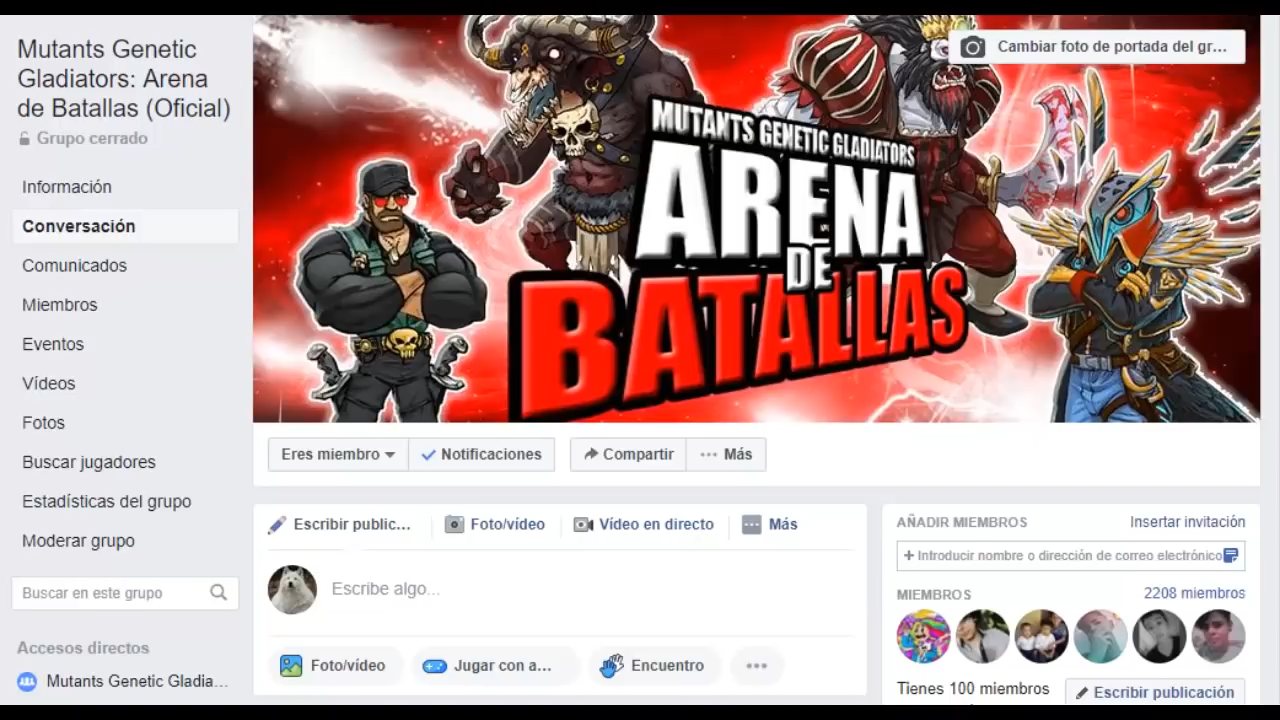 Mutants Genetic
Gladiators: Arena
de Batallas (Oficial)
Grupo cerrado
Información
Conversación
Comunicados
Miembros
Eventos
Vídeos
Fotos
Buscar jugadores
Estadísticas del grupo
Moderar grupo
Buscar en este grupo
Accesos directos
Mutants Genetic Gladia...
Cambiar foto de portada del gr...
MUTANTS GENETIC GLADIATORS
ARENA
DE
BATALLAS
Eres miembro
Notificaciones
Compartir
Más
Escribir public...
Foto/vídeo
Vídeo en directo
Más
Escribe algo...
Foto/vídeo
Jugar con a...
Encuentro
AÑADIR MIEMBROS
Insertar invitación
+ Introducir nombre o dirección de correo electrónico
MIEMBROS
2208 miembros
Tienes 100 miembros
Escribir publicación